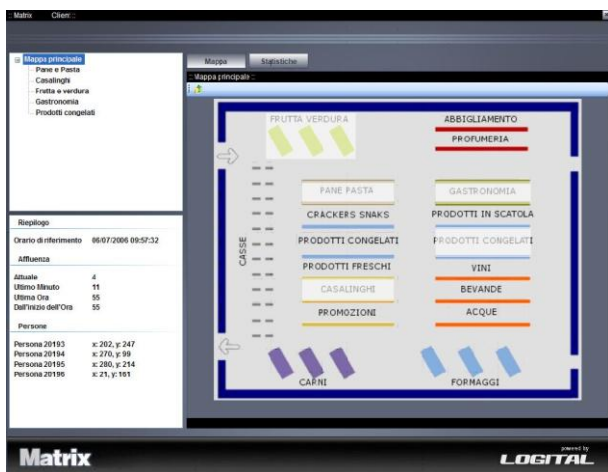 :: Matrix Client ::
Mappa principale
Pane e Pasta
Casalinghi
Frutta e verdura
Gastronomia
Prodotti congelati
Riepilogo
Orario di riferimento 06/07/2006 09:57:32
Affluenza
Attuale 4
Ultimo Minuto 11
Ultima Ora 55
Dall'inizio dell'Ora 55
Persone
Persona 20193 x: 202, y: 247
Persona 20194 x: 270, y: 99
Persona 20195 x: 280, y: 214
Persona 20196 x: 21, y: 161
Mappa Statistiche
:: Mappa principale ::
FRUTTA VERDURA
ABBIGLIAMENTO
PROFUMERIA
CASSE
PANE PASTA
CRACKERS SNAKS
PRODOTTI CONGELATI
PRODOTTI FRESCHI
CASALINGHI
PROMOZIONI
GASTRONOMIA
PRODOTTI IN SCATOLA
PRODOTTI CONGELATI
VINI
BEVANDE
ACQUE
CARNI
FORMAGGI
Matrix
powered by
LOGITAL